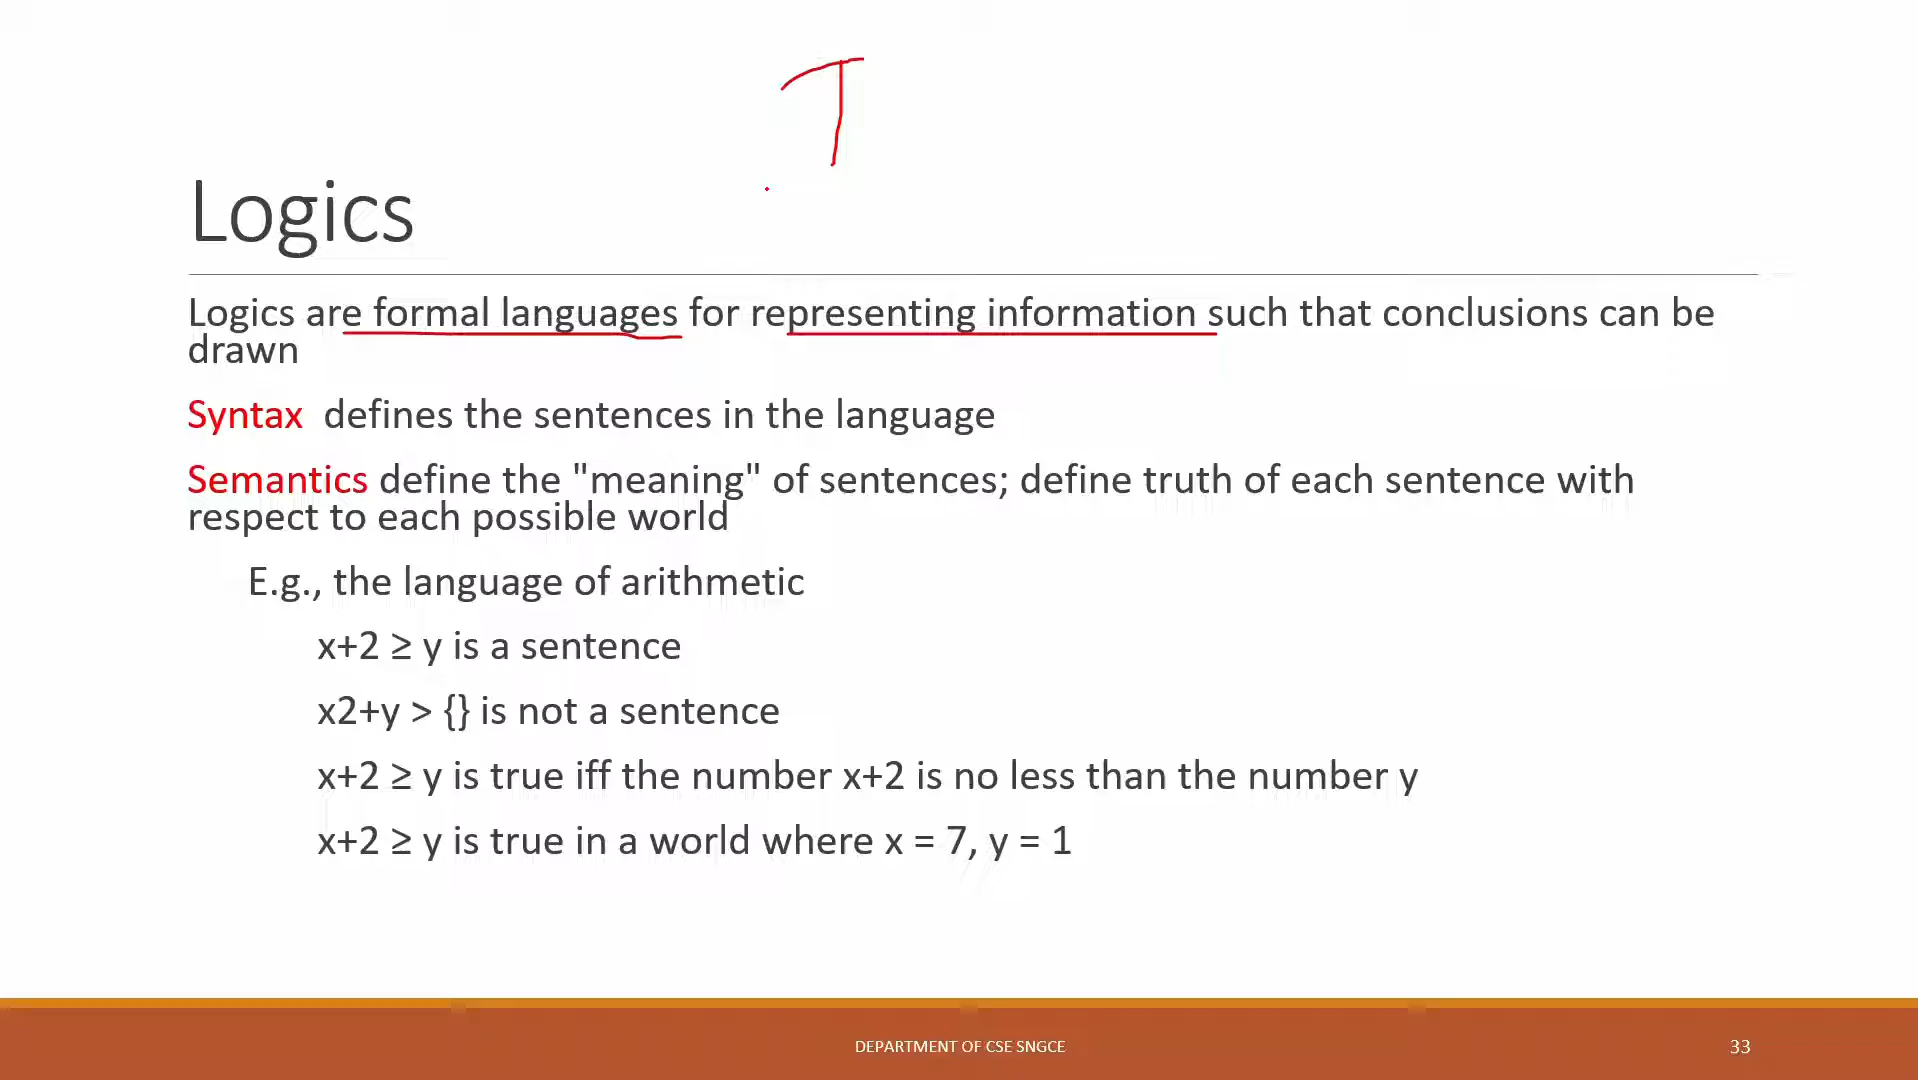 T
Logics
Logics are formal languages for representing information such that conclusions can be
drawn
Syntax defines the sentences in the language
Semantics define the "meaning" of sentences; define truth of each sentence with
respect to each possible world
E.g., the language of arithmetic
x+2 ≥ y is a sentence
x2+y > {} is not a sentence
x+2 ≥ y is true iff the number x+2 is no less than the number y
x+2 ≥ y is true in a world where x = 7, y = 1
DEPARTMENT OF CSE SNGCE
33